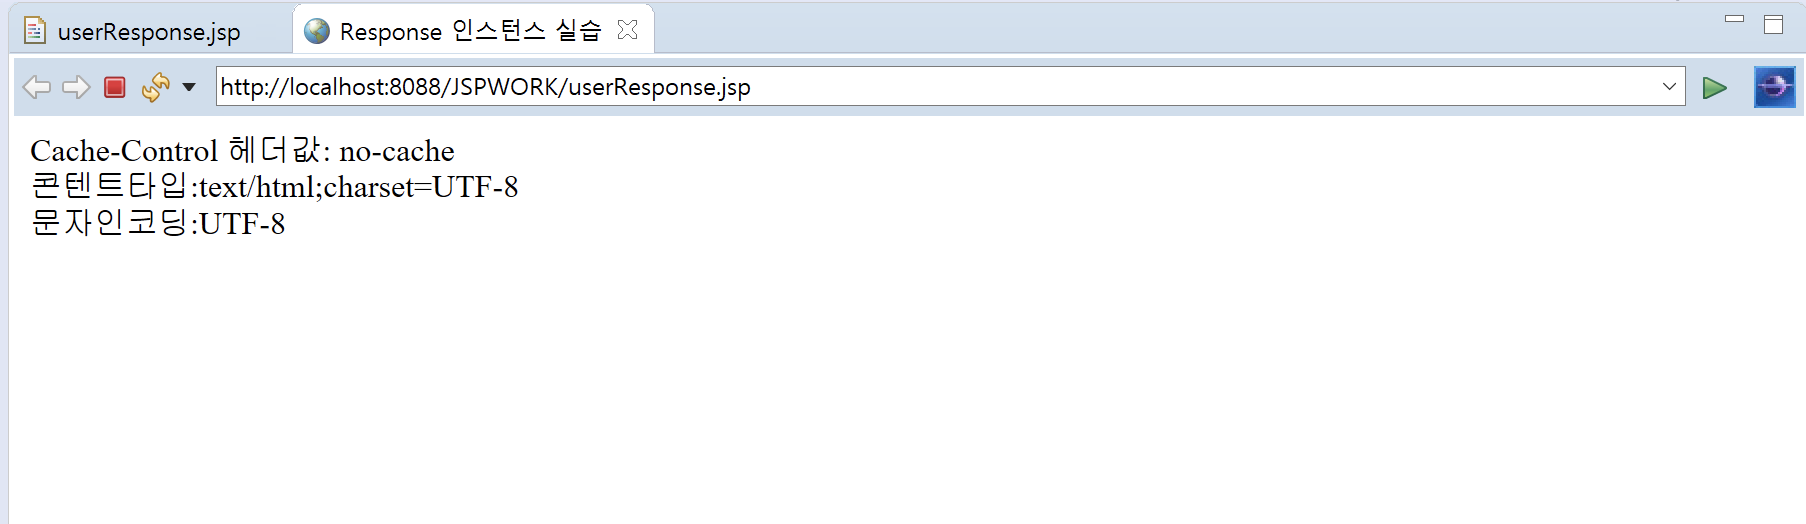 userResponse.jsp
Response 인스턴스 실습
http://localhost:8088/JSPWORK/userResponse.jsp
Cache-Control 헤더값: no-cache
콘텐트타입:text/html;charset=UTF-8
문자인코딩:UTF-8